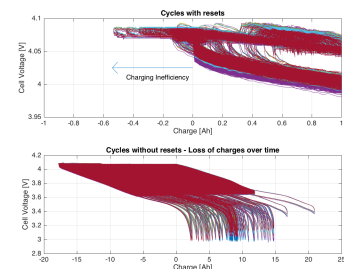 Cycles with resets
4.1
4.05
4
3.95
Cell Voltage [V]
Charging Inefficiency
-1 -0.8 -0.6 -0.4 -0.2 0 0.2 0.4 0.6 0.8 1
Charge [Ah]
Cycles without resets - Loss of charges over time
4.2
4
3.8
3.6
3.4
3.2
3
2.8
Cell Voltage [V]
-20 -15 -10 -5 0 5 10 15 20 25
Charge [Ah]